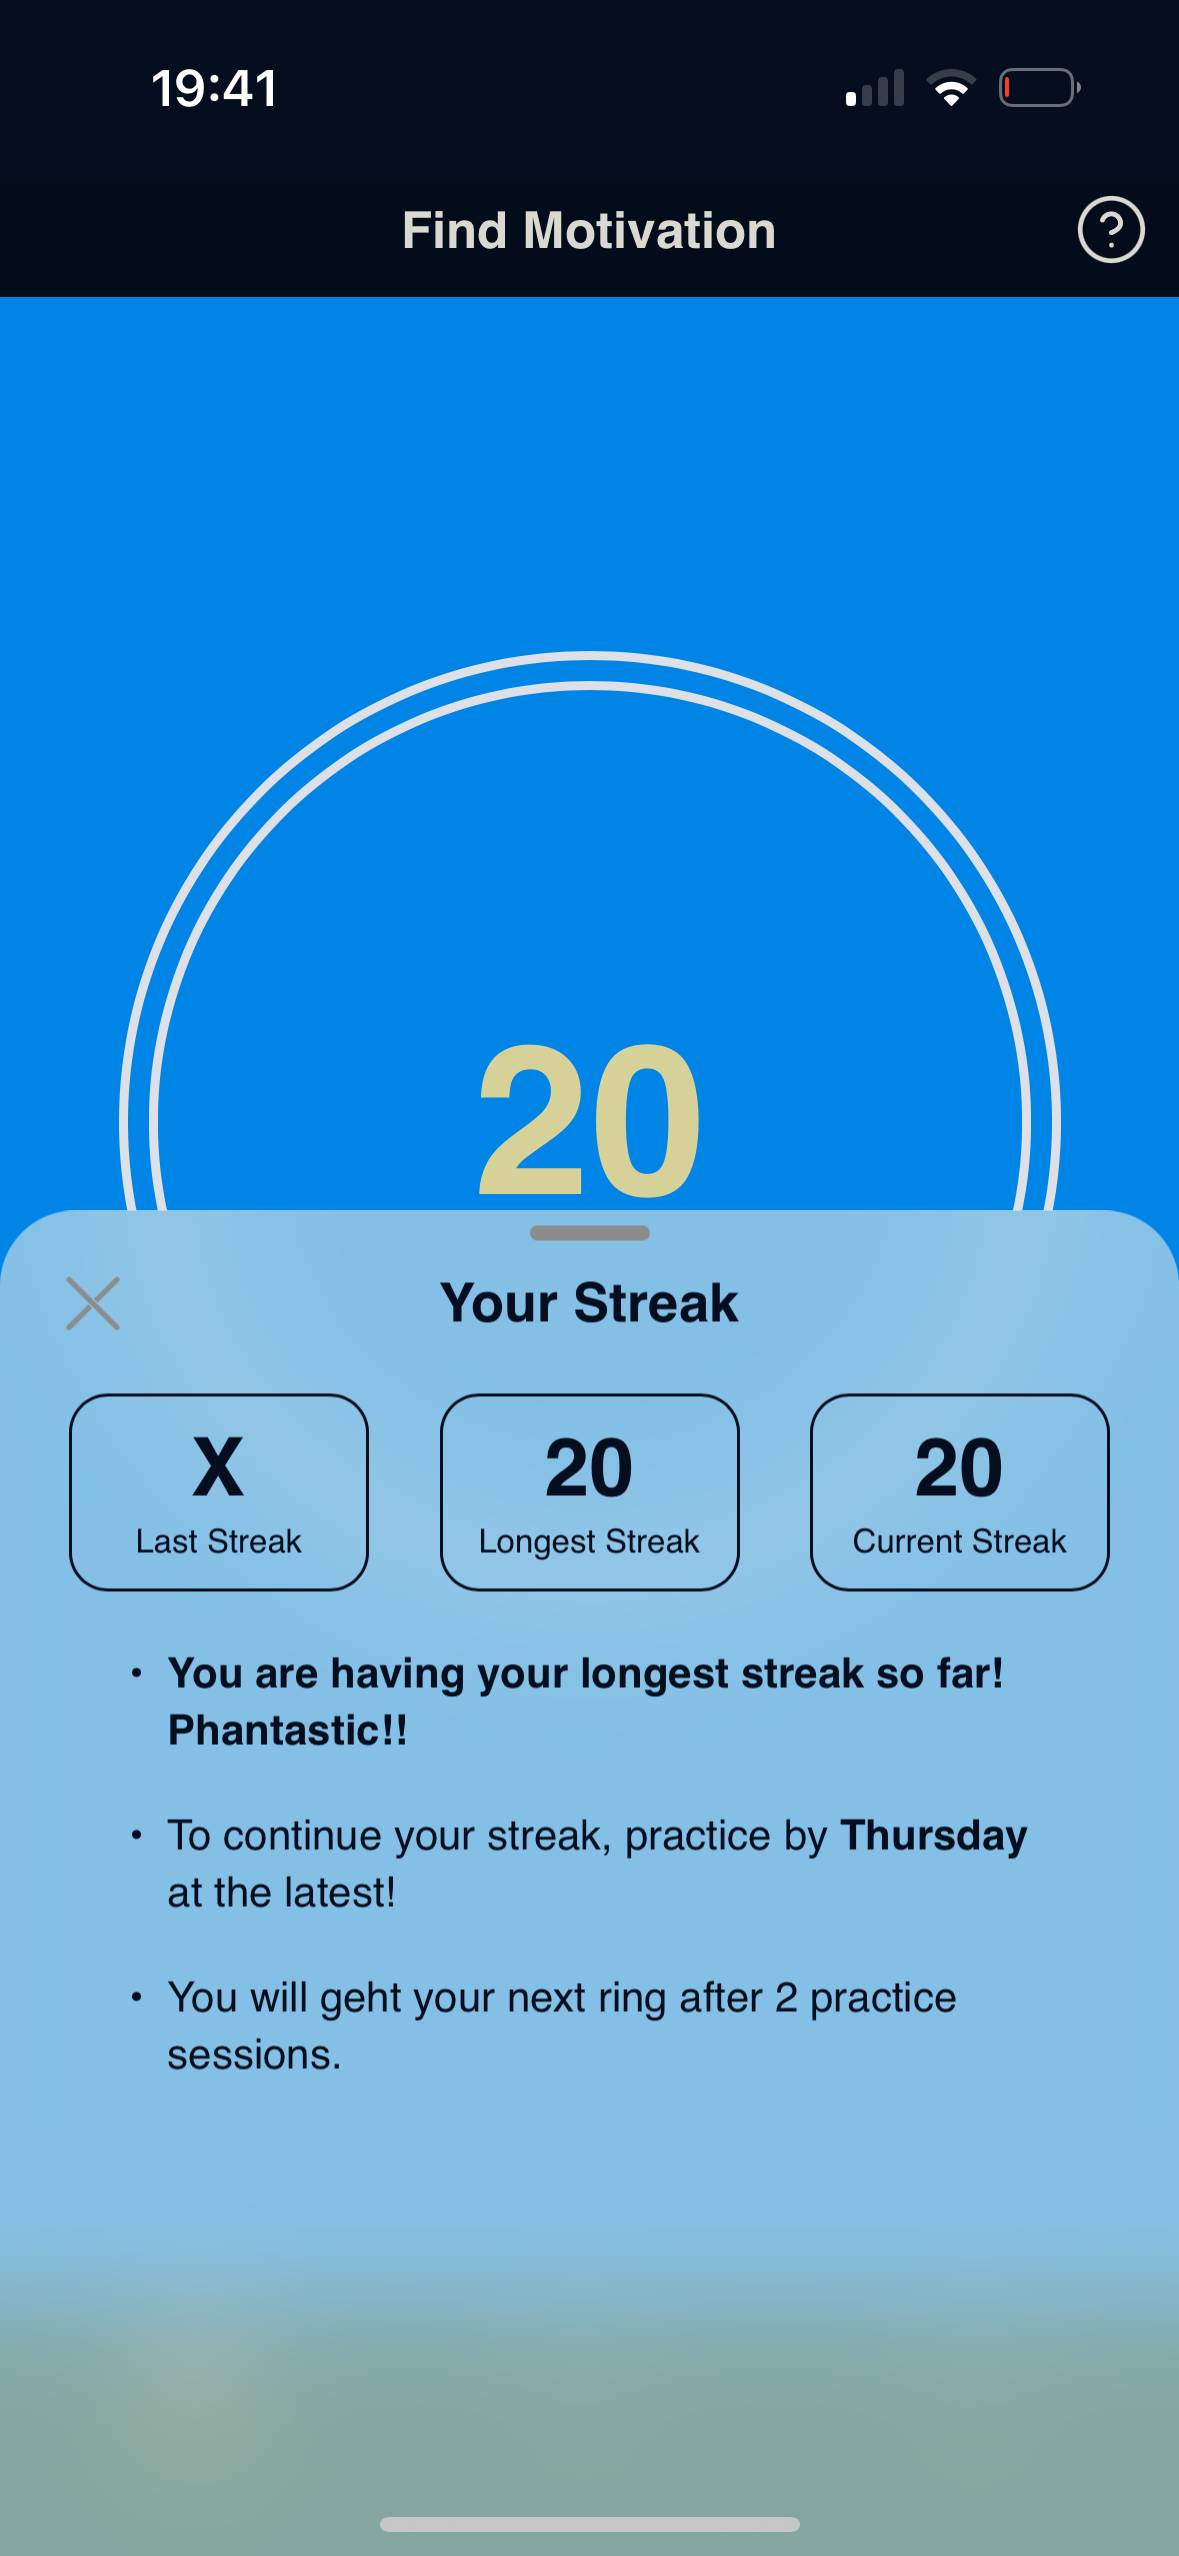 19:41
Find Motivation
?
20
Your Streak
X
Last Streak
20
Longest Streak
20
Current Streak
• You are having your longest streak so far!
Phantastic!!
• To continue your streak, practice by Thursday
at the latest!
• You will geht your next ring after 2 practice
sessions.